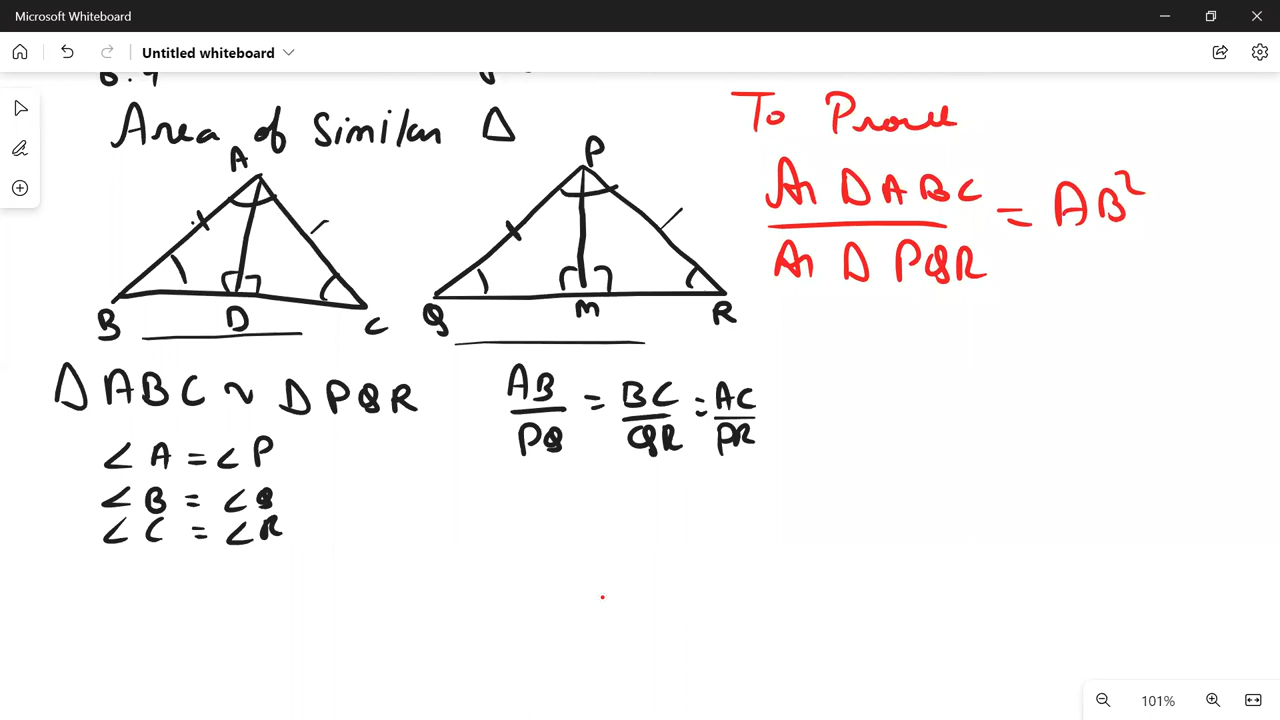 Microsoft Whiteboard
Untitled whiteboard
Area of Similar Δ
A
B D C
P
Q M R
To Prove
Ar Δ ABC / Ar Δ PQR = AB²
Δ ABC ~ Δ PQR
AB/PQ = BC/QR = AC/PR
∠A = ∠P
∠B = ∠Q
∠C = ∠R
101%